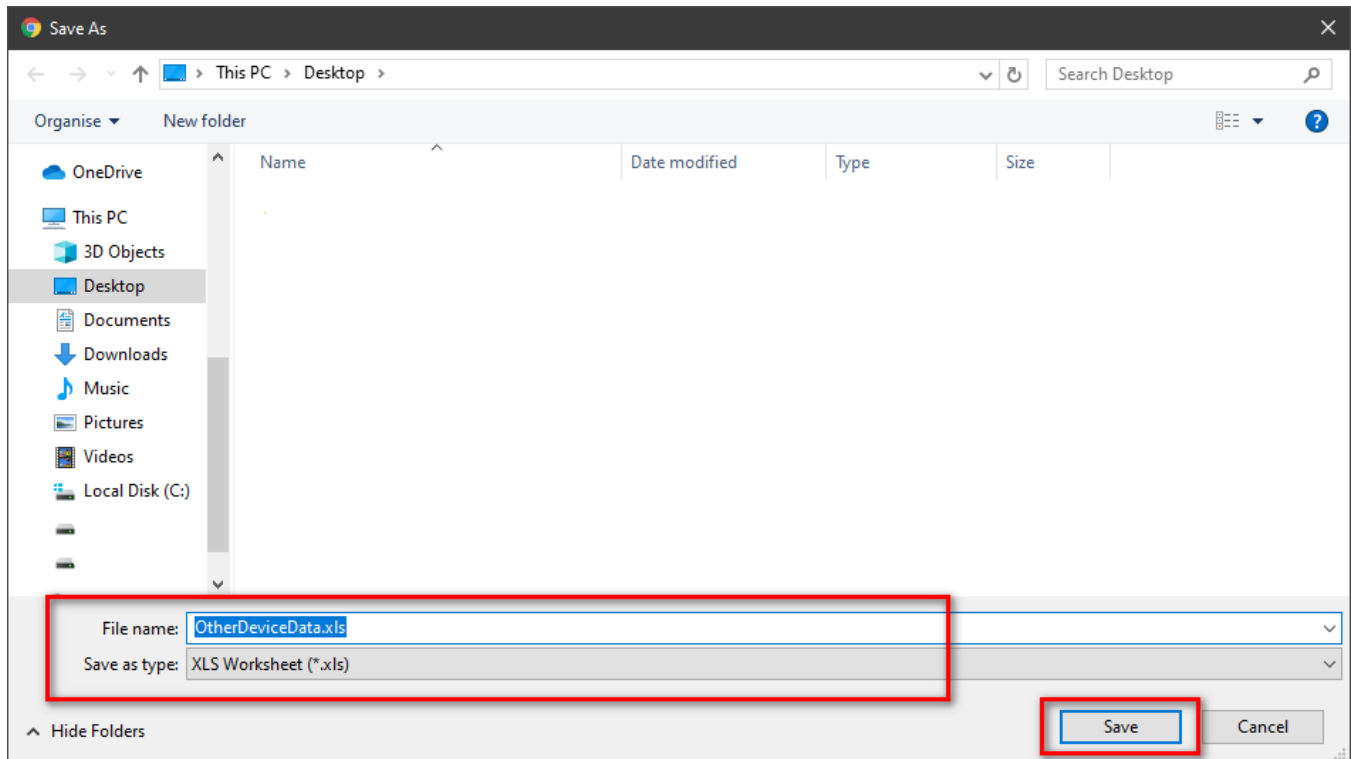 Save As
This PC > Desktop >
Search Desktop
Organise
New folder
Name
Date modified
Type
Size
OneDrive
This PC
3D Objects
Desktop
Documents
Downloads
Music
Pictures
Videos
Local Disk (C:)
File name: OtherDeviceData.xls
Save as type: XLS Worksheet (*.xls)
Hide Folders
Save
Cancel